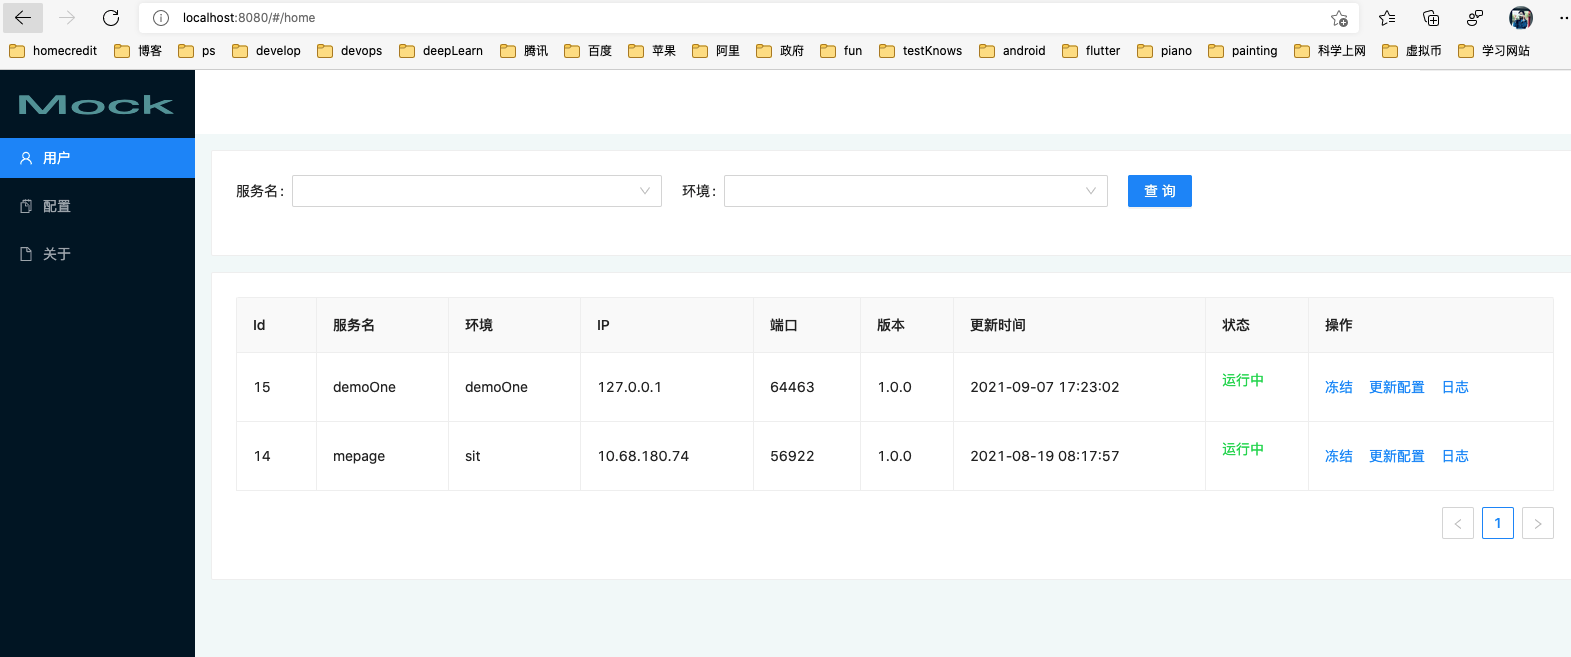 localhost:8080/#/home
homecredit 博客 ps develop devops deepLearn 腾讯 百度 苹果 阿里 政府 fun testKnows android flutter piano painting 科学上网 虚拟币 学习网站
Mock
用户
配置
关于
服务名: 环境: 查 询
Id 服务名 环境 IP 端口 版本 更新时间 状态 操作
15 demoOne demoOne 127.0.0.1 64463 1.0.0 2021-09-07 17:23:02 运行中 冻结 更新配置 日志
14 mepage sit 10.68.180.74 56922 1.0.0 2021-08-19 08:17:57 运行中 冻结 更新配置 日志
< 1 >